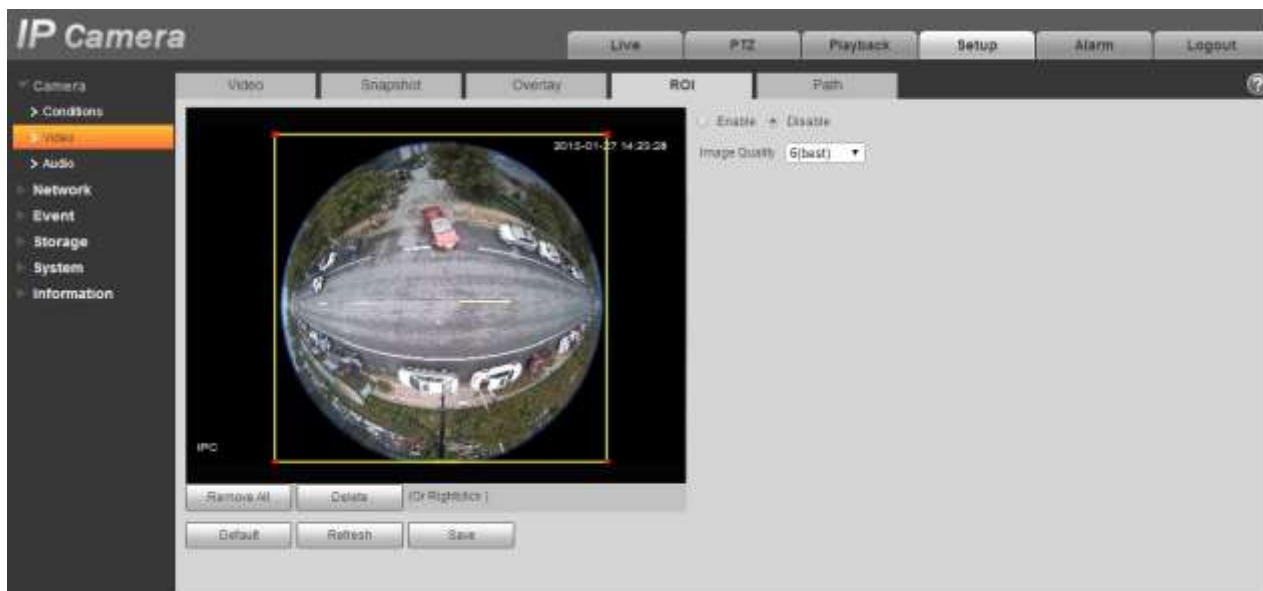 IP Camera
Live PTZ Playback Setup Alarm Logout
Camera
> Conditions
> Video
> Audio
Network
Event
Storage
System
Information
Video Snapshot Overlay ROI Path
?
2015-01-27 14:23:28
IPC
Enable Disable
Image Quality 6(best)
Remove All Delete (Or Rightclick )
Default Refresh Save